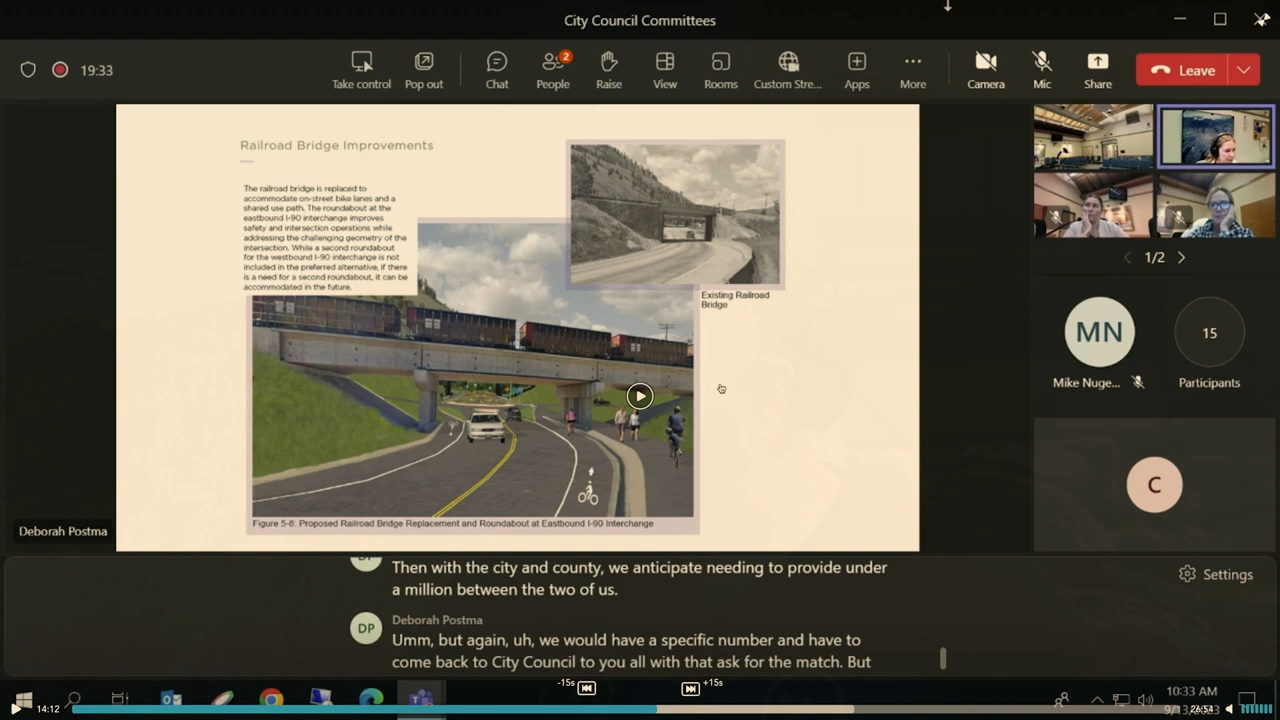 City Council Committees
19:33
Take control
Pop out
Chat
2
People
Raise
View
Rooms
Custom Stre...
Apps
More
Camera
Mic
Share
Leave
Railroad Bridge Improvements
The railroad bridge is replaced to
accommodate on-street bike lanes and a
shared use path. The roundabout at the
eastbound I-90 interchange improves
safety and intersection operations while
addressing the challenging geometry of the
intersection. While a second roundabout
for the westbound I-90 interchange is not
included in the preferred alternative, if there
is a need for a second roundabout, it can be
accommodated in the future.
Existing Railroad
Bridge
Figure 5-6: Proposed Railroad Bridge Replacement and Roundabout at Eastbound I-90 Interchange
1/2
MN
15
Mike Nuge...
Participants
C
Deborah Postma
DP
Then with the city and county, we anticipate needing to provide under
a million between the two of us.
Settings
DP
Deborah Postma
Umm, but again, uh, we would have a specific number and have to
come back to City Council to you all with that ask for the match. But
-15s
+15s
10:33 AM
14:12
26:54